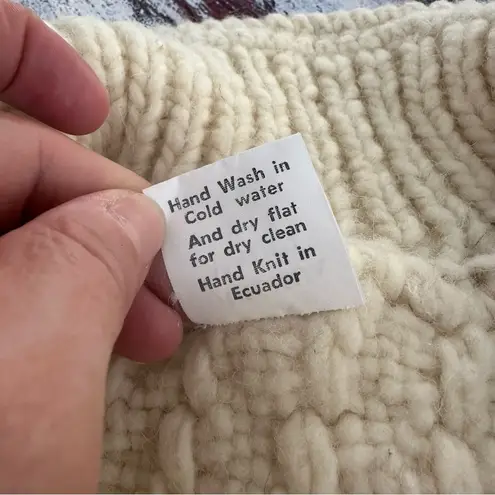 Hand Wash in
Cold water
And dry flat
for dry clean
Hand Knit in
Ecuador